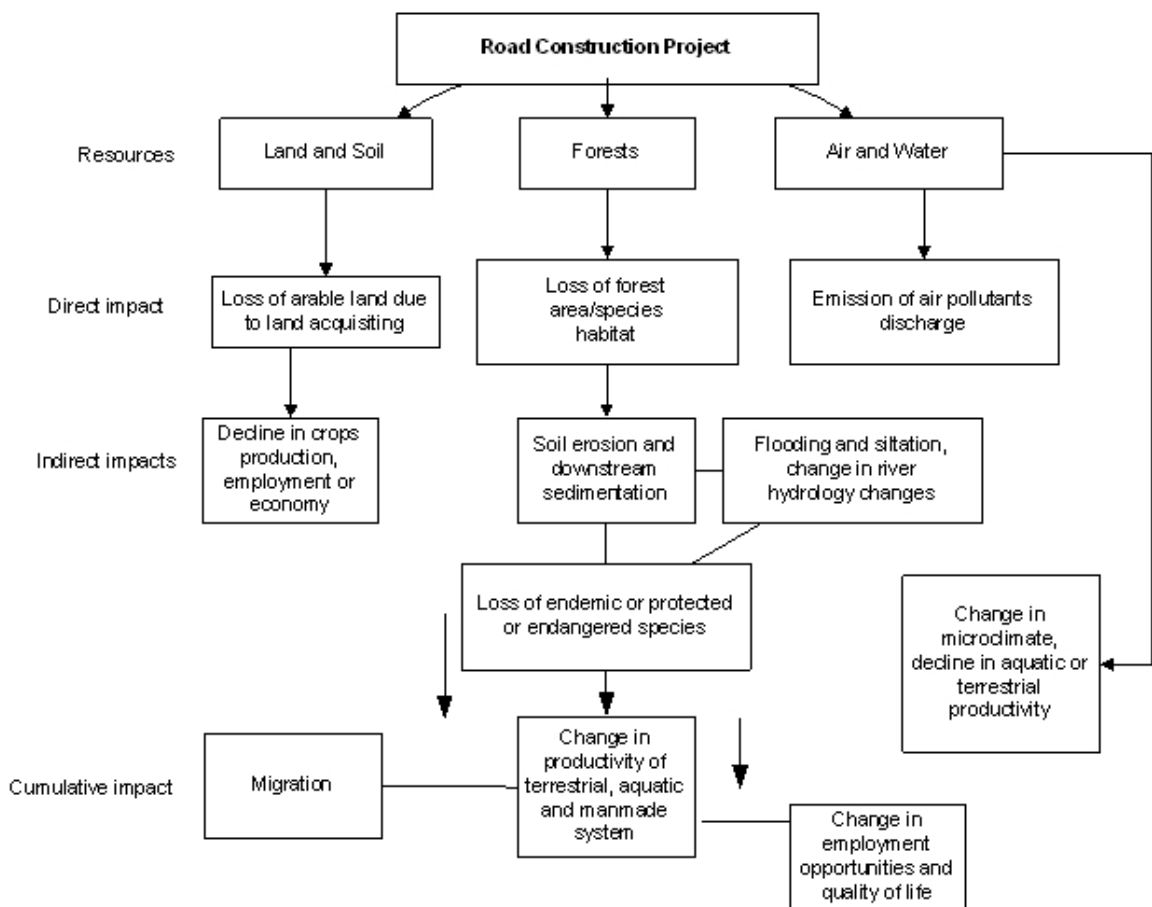 Road Construction Project
Resources
Land and Soil
Forests
Air and Water
Direct impact
Loss of arable land due
to land acquisiting
Loss of forest
area/species
habitat
Emission of air pollutants
discharge
Indirect impacts
Decline in crops
production,
employment or
economy
Soil erosion and
downstream
sedimentation
Flooding and siltation,
change in river
hydrology changes
Loss of endemic or protected
or endangered species
Change in
microclimate,
decline in aquatic or
terrestrial
productivity
Cumulative impact
Migration
Change in
productivity of
terrestrial, aquatic
and manmade
system
Change in
employment
opportunities and
quality of life